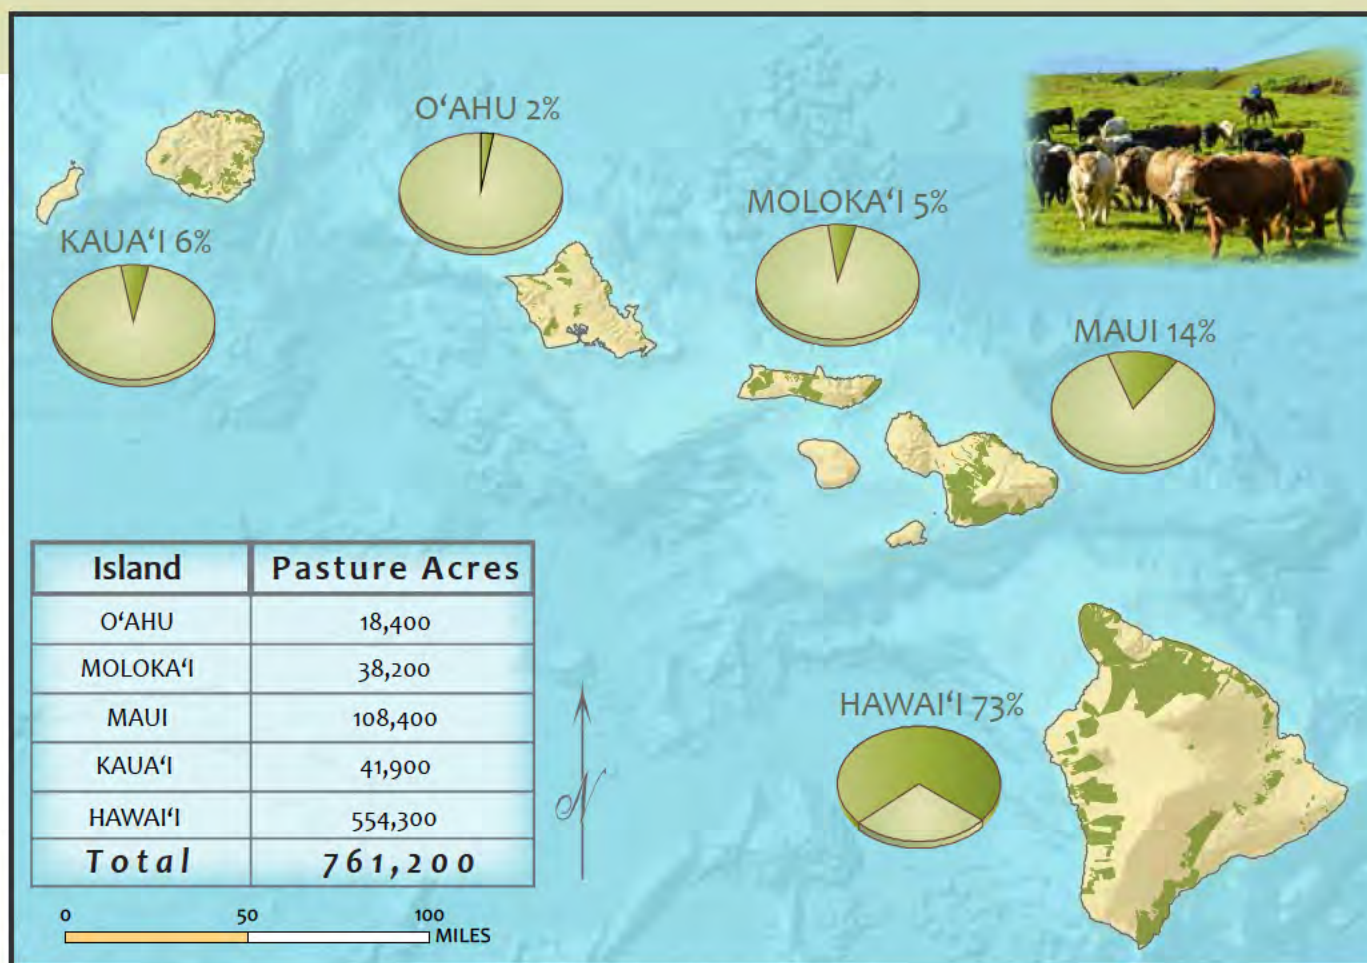 O‘AHU 2%
MOLOKA‘I 5%
KAUA‘I 6%
MAUI 14%
HAWAI‘I 73%
Island Pasture Acres
O‘AHU 18,400
MOLOKA‘I 38,200
MAUI 108,400
KAUA‘I 41,900
HAWAI‘I 554,300
Total 761,200
N
0 50 100
MILES